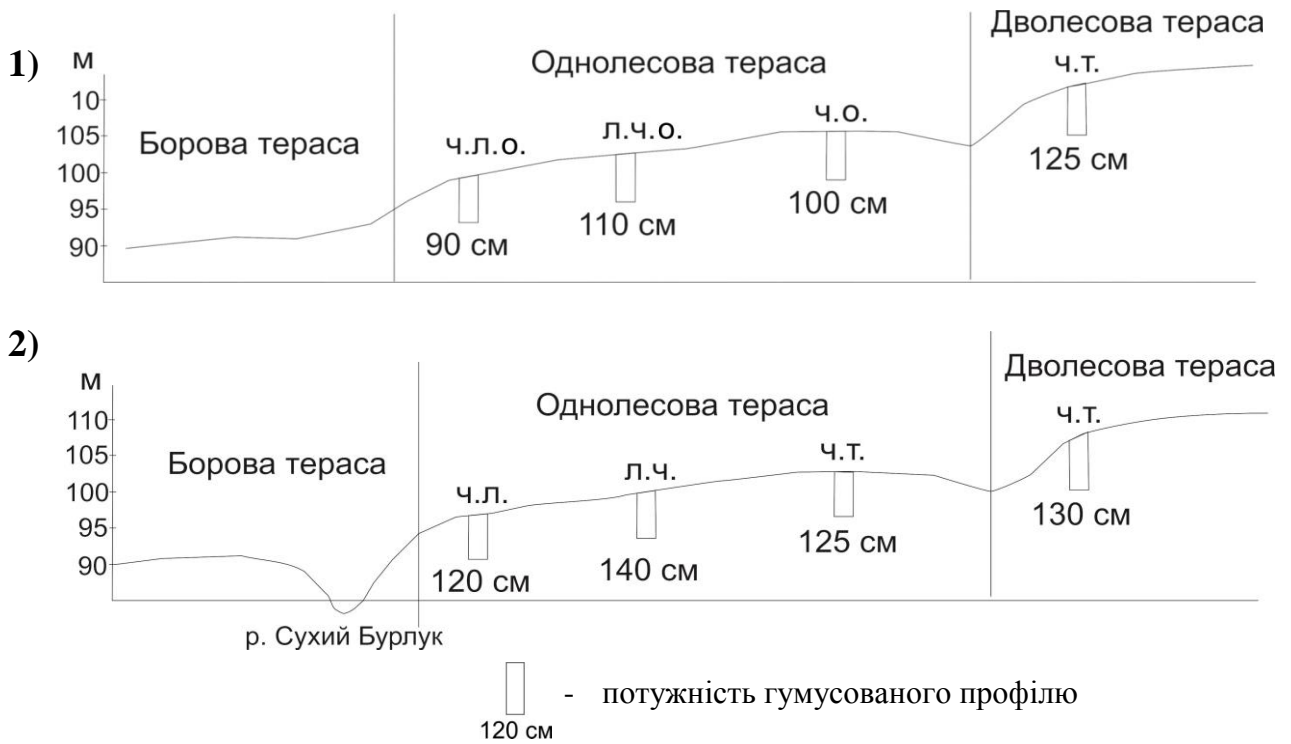 1)
м
10
105
100
95
90
Борова тераса
Однолесова тераса
Дволесова тераса
ч.л.о.
90 см
л.ч.о.
110 см
ч.о.
100 см
ч.т.
125 см
2)
м
110
105
100
95
90
Борова тераса
Однолесова тераса
Дволесова тераса
ч.л.
120 см
л.ч.
140 см
ч.т.
125 см
ч.т.
130 см
р. Сухий Бурлук
120 см
- потужність гумусованого профілю